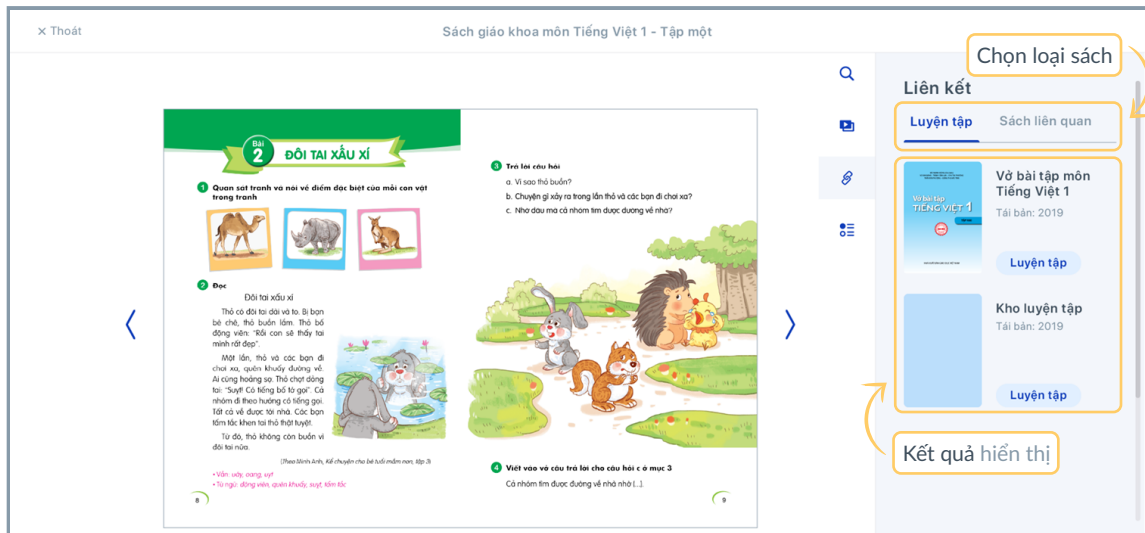 × Thoát
Sách giáo khoa môn Tiếng Việt 1 - Tập một
Chọn loại sách
Liên kết
Luyện tập
Sách liên quan
Bài
2
ĐÔI TAI XẤU XÍ
1 Quan sát tranh và nói về điểm đặc biệt của mỗi con vật
trong tranh
2 Đọc
Đôi tai xấu xí
Thỏ có đôi tai dài và to. Bị bạn
bè chê, thỏ buồn lắm. Thỏ bố
động viên: "Rồi con sẽ thấy tai
mình rất đẹp".
Một lần, thỏ và các bạn đi
chơi xa, quên khuấy đường về.
Ai cũng hoảng sợ. Thỏ chợt dỏng
tai: "Suỵt! Có tiếng bố tớ gọi". Cả
nhóm đi theo hướng có tiếng gọi.
Tất cả về được tới nhà. Các bạn
tấm tắc khen tai thỏ thật tuyệt.
Từ đó, thỏ không còn buồn vì
đôi tai nữa.
(Theo Minh Anh, Kể chuyện cho bé tuổi mầm non, tập 3)
• Vần: uây, oang, uyt
• Từ ngữ: động viên, quên khuấy, suỵt, tấm tắc
8
3 Trả lời câu hỏi
a. Vì sao thỏ buồn?
b. Chuyện gì xảy ra trong lần thỏ và các bạn đi chơi xa?
c. Nhờ đâu mà cả nhóm tìm được đường về nhà?
4 Viết vào vở câu trả lời cho câu hỏi c ở mục 3
Cả nhóm tìm được đường về nhà nhờ (...).
9
Vở bài tập
TIẾNG VIỆT 1
Vở bài tập môn
Tiếng Việt 1
Tái bản: 2019
Luyện tập
Kho luyện tập
Tái bản: 2019
Luyện tập
Kết quả hiển thị